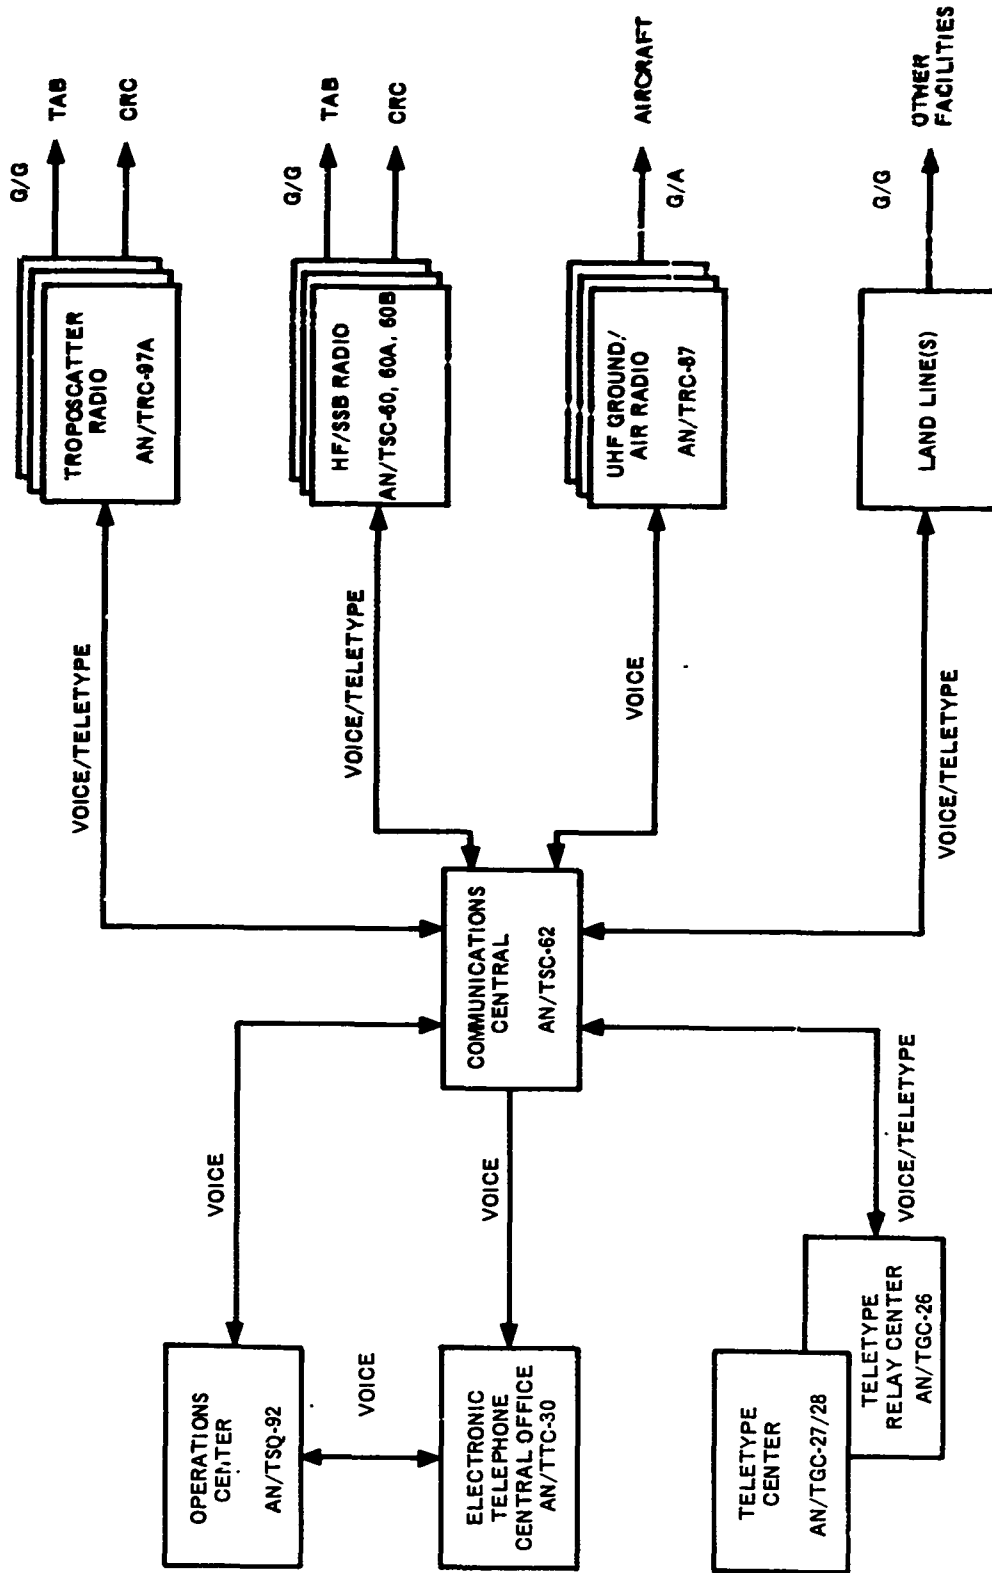 OPERATIONS
CENTER
AN/TSQ-92
VOICE
ELECTRONIC
TELEPHONE
CENTRAL OFFICE
AN/TTC-30
TELETYPE
CENTER
AN/TGC-27/28
TELETYPE
RELAY CENTER
AN/TGC-26
VOICE
VOICE
VOICE/TELETYPE
COMMUNICATIONS
CENTRAL
AN/TSC-62
VOICE/TELETYPE
VOICE/TELETYPE
VOICE
VOICE/TELETYPE
TROPOSCATTER
RADIO
AN/TRC-97A
G/G
TAB
CRC
HF/SSB RADIO
AN/TSC-60, 60A, 60B
G/G
TAB
CRC
UHF GROUND/
AIR RADIO
AN/TRC-87
AIRCRAFT
G/A
LAND LINE(S)
G/G
OTHER
FACILITIES